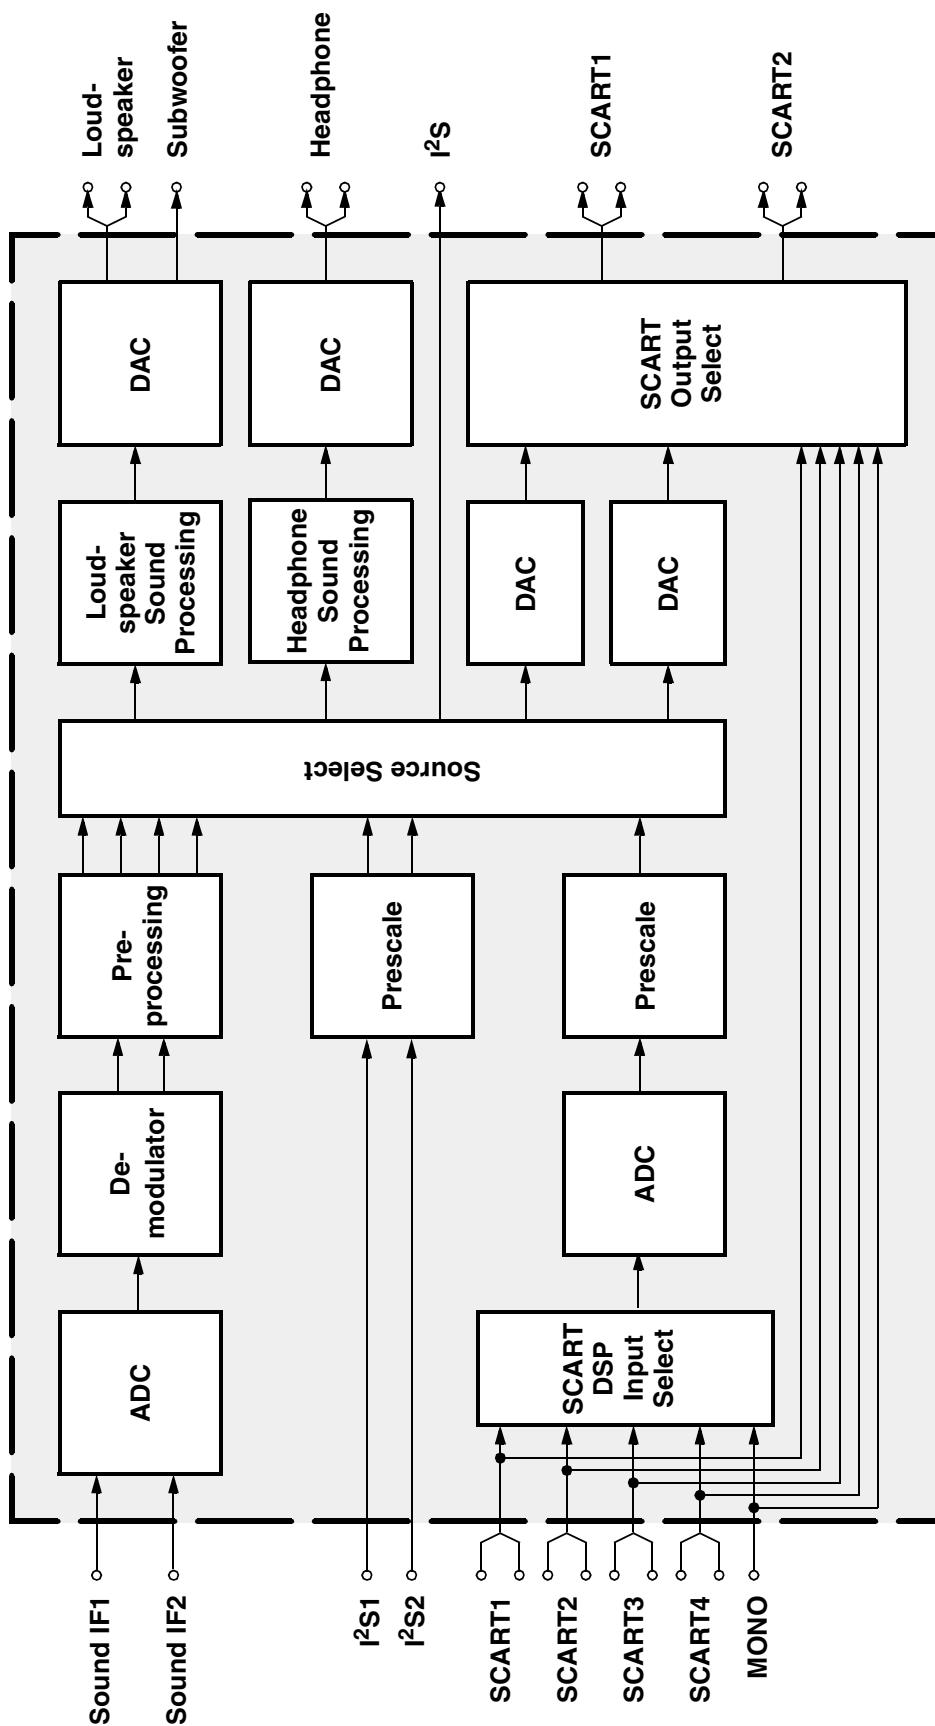 Sound IF1
Sound IF2
I²S1
I²S2
SCART1
SCART2
SCART3
SCART4
MONO
ADC
De-
modulator
Pre-
processing
Prescale
SCART
DSP
Input
Select
ADC
Prescale
Source Select
Loud-
speaker
Sound
Processing
DAC
Headphone
Sound
Processing
DAC
DAC
DAC
SCART
Output
Select
Loud-
speaker
Subwoofer
Headphone
I²S
SCART1
SCART2